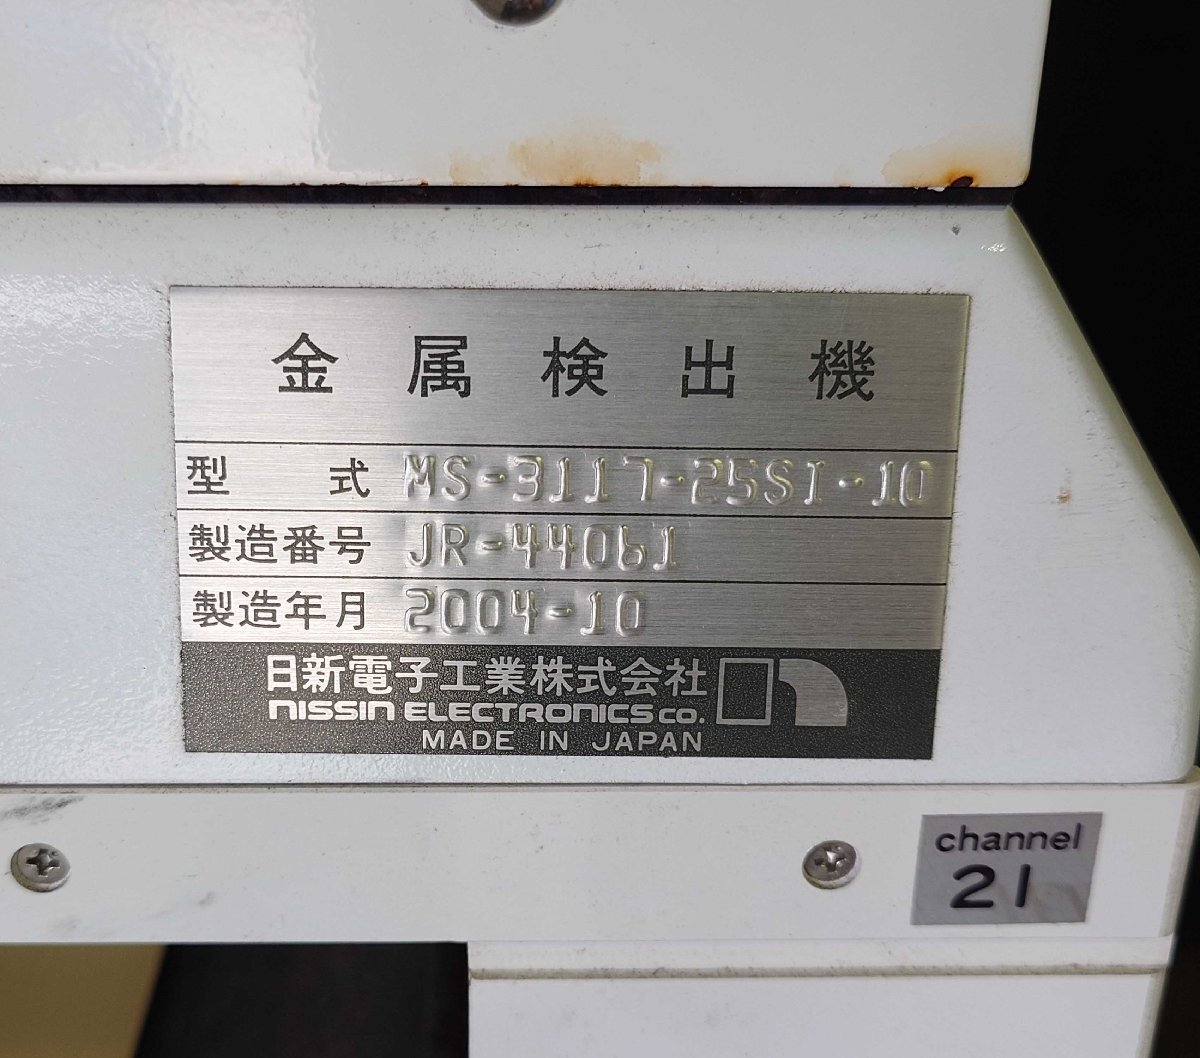 金属検出機
型式 MS-3117-25SI-10
製造番号 JR-44061
製造年月 2004-10
日新電子工業株式会社
NISSIN ELECTRONICS CO.
MADE IN JAPAN
channel
21